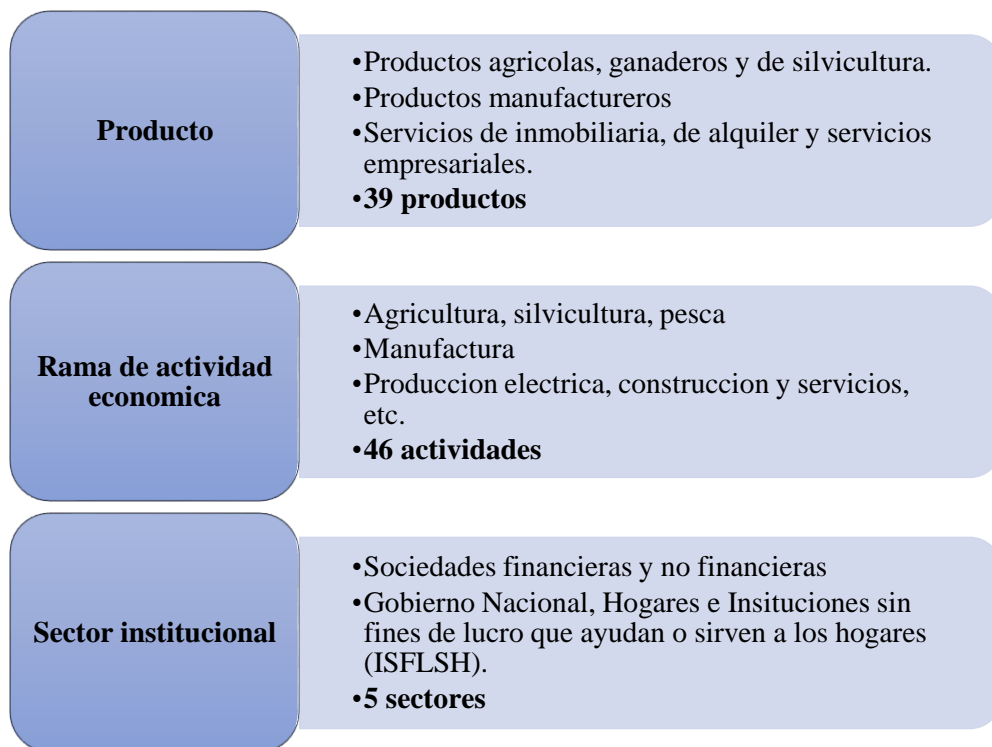 Producto
•Productos agricolas, ganaderos y de silvicultura.
•Productos manufactureros
•Servicios de inmobiliaria, de alquiler y servicios
empresariales.
•39 productos
Rama de actividad
economica
•Agricultura, silvicultura, pesca
•Manufactura
•Produccion electrica, construccion y servicios,
etc.
•46 actividades
Sector institucional
•Sociedades financieras y no financieras
•Gobierno Nacional, Hogares e Insituciones sin
fines de lucro que ayudan o sirven a los hogares
(ISFLSH).
•5 sectores